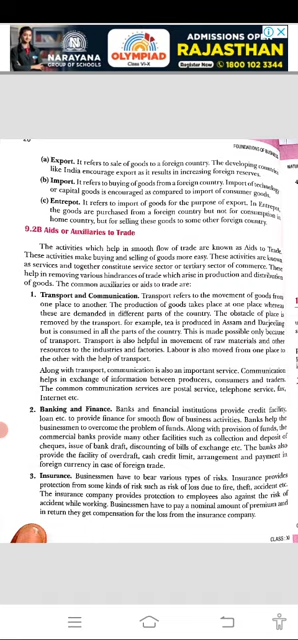 NARAYANA
GROUP OF SCHOOLS
OLYMPIAD
Class VI-X
ADMISSIONS OPEN
RAJASTHAN
Register Now 1800 102 3344
FOUNDATIONS OF BUSINESS
(a) Export. It refers to sale of goods to a foreign country. The developing countries
like India encourage export as it results in increasing foreign reserves.
(b) Import. It refers to buying of goods from a foreign country. Import of technology
or capital goods is encouraged as compared to import of consumer goods.
(c) Entrepot. It refers to import of goods for the purpose of export. In Entrepot,
the goods are purchased from a foreign country but not for consumption in
home country, but for selling these goods to some other foreign country.
9.2B Aids or Auxiliaries to Trade
The activities which help in smooth flow of trade are known as Aids to Trade.
These activities make buying and selling of goods more easy. These activities are known
as services and together constitute service sector or tertiary sector of commerce. These
help in removing various hindrances of trade which arise in production and distribution
of goods. The common auxiliaries or aids to trade are:
1. Transport and Communication. Transport refers to the movement of goods from
one place to another. The production of goods takes place at one place whereas
these are demanded in different parts of the country. The obstacle of place is
removed by the transport. for example, tea is produced in Assam and Darjeeling
but is consumed in all the parts of the country. This is made possible only because
of transport. Transport is also helpful in movement of raw materials and other
resources to the industries and factories. Labour is also moved from one place to
the other with the help of transport.
Along with transport, communication is also an important service. Communication
helps in exchange of information between producers, consumers and traders.
The common communication services are postal service, telephone service, fax,
Internet etc.
2. Banking and Finance. Banks and financial institutions provide credit facility,
loan etc. to provide finance for smooth flow of business activities. Banks help the
businessmen to overcome the problem of funds. Along with provision of funds, the
commercial banks provide many other facilities such as collection and deposit of
cheques, issue of bank draft, discounting of bills of exchange etc. The banks also
provide the facility of overdraft, cash credit limit, arrangement and payment in
foreign currency in case of foreign trade.
3. Insurance. Businessmen have to bear various types of risks. Insurance provides
protection from some kinds of risk such as risk of loss due to fire, theft, accident etc.
The insurance company provides protection to employees also against the risk of
accident while working. Businessmen have to pay a nominal amount of premium and
in return they get compensation for the loss from the insurance company.
CLASS: XI